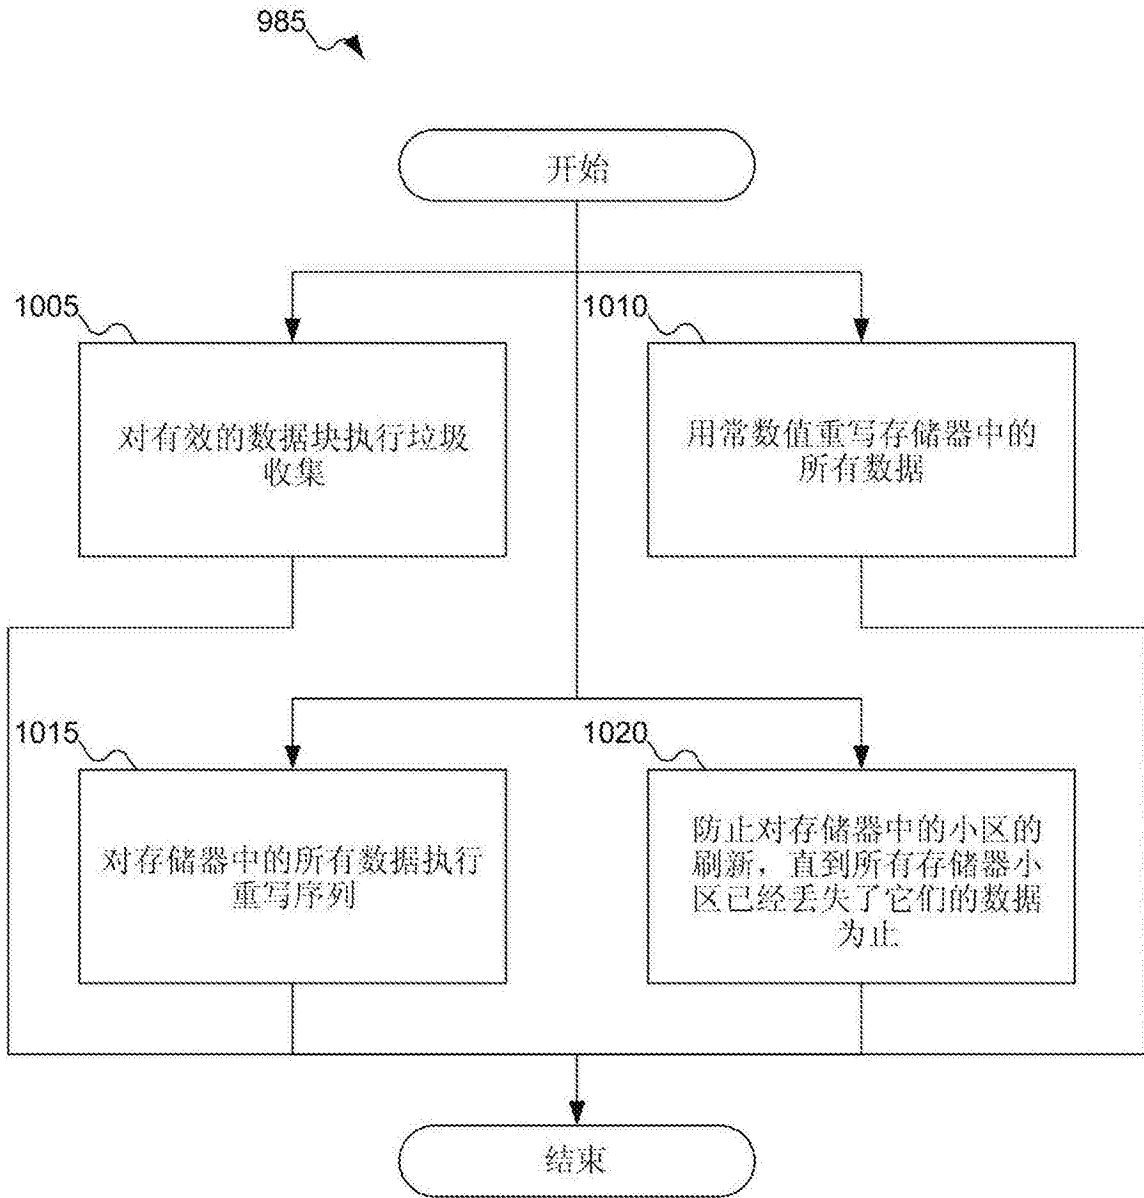 985
开始
1005
1010
对有效的数据块执行垃圾
收集
用常数值重写存储器中的
所有数据
1015
1020
对存储器中的所有数据执行
重写序列
防止对存储器中的小区的
刷新，直到所有存储器小
区已经丢失了它们的数据
为止
结束